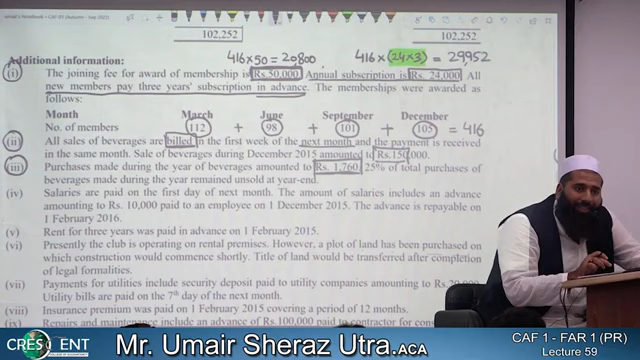 Umair's Notebook • CAF-01 (Autumn - Sep 2023)
102,252
102,252
416×50 = 20,800
416×(24×3) = 29,952
Additional information:
(i) The joining fee for award of membership is Rs.50,000. Annual subscription is Rs. 24,000. All
new members pay three years' subscription in advance. The memberships were awarded as
follows:
Month March June September December
No. of members 112 + 98 + 101 + 105 = 416
(ii) All sales of beverages are billed in the first week of the next month and the payment is received
in the same month. Sale of beverages during December 2015 amounted to Rs.150,000.
(iii) Purchases made during the year of beverages amounted to Rs. 1,760. 25% of total purchases
of beverages made during the year remained unsold at year-end.
(iv) Salaries are paid on the first day of next month. The amount of salaries includes an advance
amounting to Rs. 10,000 paid to an employee on 1 December 2015. The advance is repayable on
1 February 2016.
(v) Rent for three years was paid in advance on 1 February 2015.
(vi) Presently the club is operating on rental premises. However, a plot of land has been purchased on
which construction would commence shortly. Title of land would be transferred after completion
of legal formalities.
(vii) Payments for utilities include security deposit paid to utility companies amounting to Rs.
Utility bills are paid on the 7th day of the next month.
(viii) Insurance premium was paid on 1 February 2015 covering a period of 12 months.
(ix) Repairs and maintenance include an advance of Rs.100,000 paid to contractor for
CRESCENT
Mr. Umair Sheraz Utra.ACA
CAF 1 - FAR 1 (PR)
Lecture 59